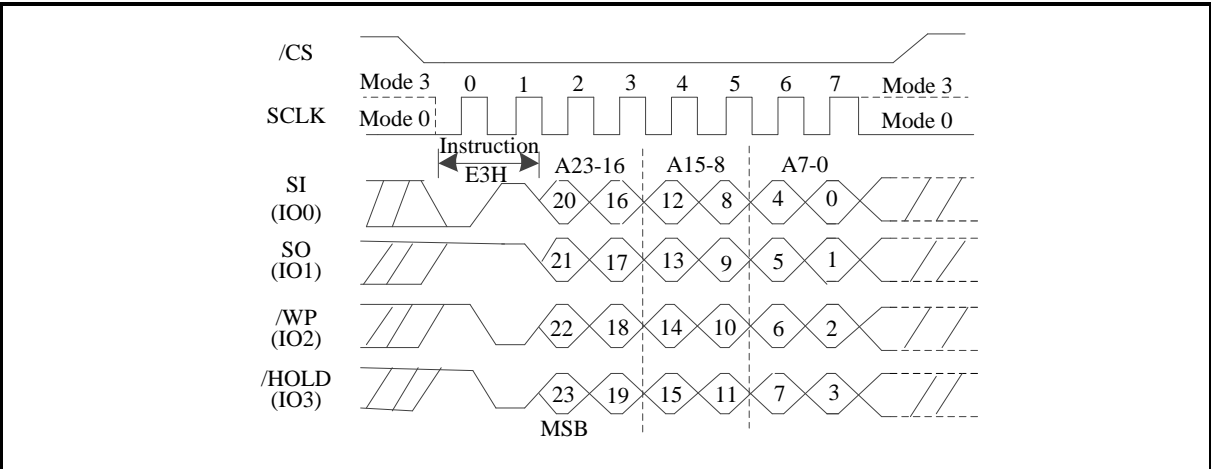 /CS
Mode 3 0 1 2 3 4 5 6 7 Mode 3
SCLK Mode 0 Mode 0
Instruction
E3H A23-16 A15-8 A7-0
SI
(IO0) 20 16 12 8 4 0
SO
(IO1) 21 17 13 9 5 1
/WP
(IO2) 22 18 14 10 6 2
/HOLD
(IO3) 23 19 15 11 7 3
MSB